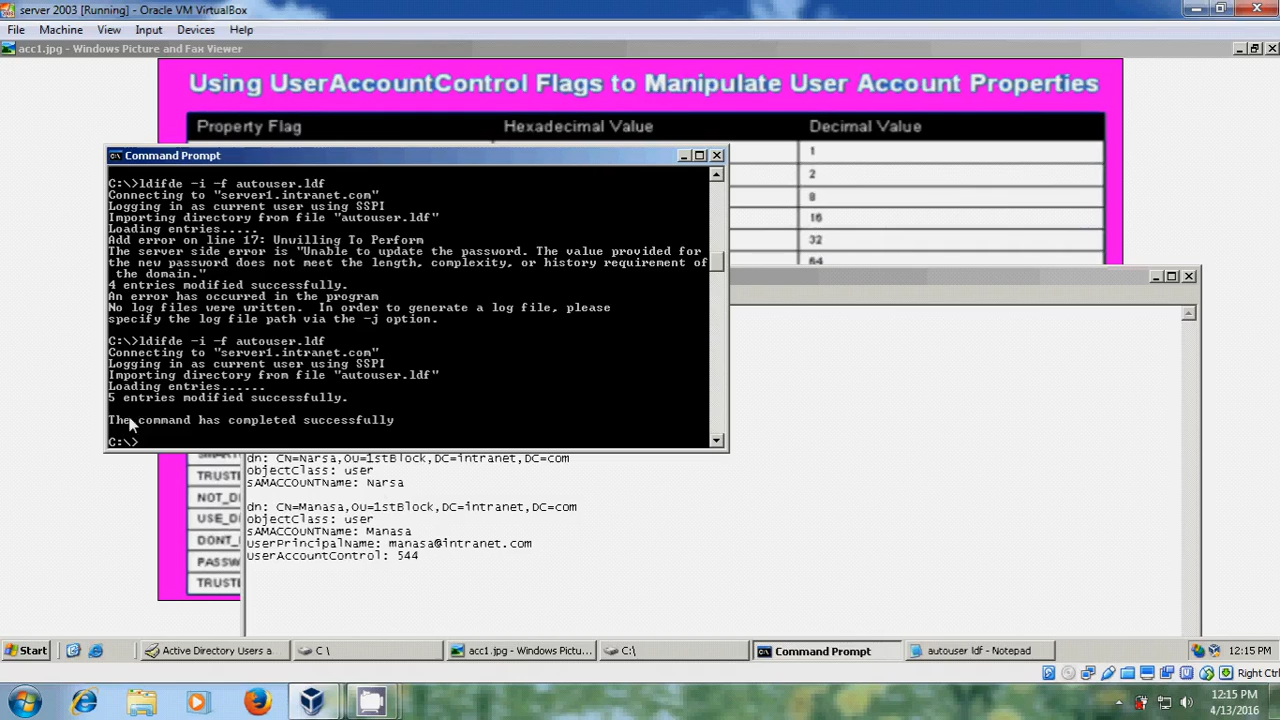 server 2003 [Running] - Oracle VM VirtualBox
File Machine View Input Devices Help
acc1.jpg - Windows Picture and Fax Viewer
Using UserAccountControl Flags to Manipulate User Account Properties
Property Flag Hexadecimal Value Decimal Value
1
2
8
16
32
64
Command Prompt
C:\>ldifde -i -f autouser.ldf
Connecting to "server1.intranet.com"
Logging in as current user using SSPI
Importing directory from file "autouser.ldf"
Loading entries.....
Add error on line 17: Unwilling To Perform
The server side error is "Unable to update the password. The value provided for
the new password does not meet the length, complexity, or history requirement of
the domain."
4 entries modified successfully.
An error has occurred in the program
No log files were written. In order to generate a log file, please
specify the log file path via the -j option.
C:\>ldifde -i -f autouser.ldf
Connecting to "server1.intranet.com"
Logging in as current user using SSPI
Importing directory from file "autouser.ldf"
Loading entries......
5 entries modified successfully.
The command has completed successfully
C:\>
TRUSTE
NOT_D
USE_D
DONT_
PASSW
TRUST
dn: CN=Narsa,OU=1stBlock,DC=intranet,DC=com
objectClass: user
sAMACCOUNTName: Narsa
dn: CN=Manasa,OU=1stBlock,DC=intranet,DC=com
objectClass: user
sAMACCOUNTName: Manasa
userPrincipalName: manasa@intranet.com
userAccountControl: 544
Start Active Directory Users a... C:\ acc1.jpg - Windows Pictu... C:\ Command Prompt autouser ldf - Notepad 12:15 PM
Right Ctrl
12:15 PM
4/13/2016